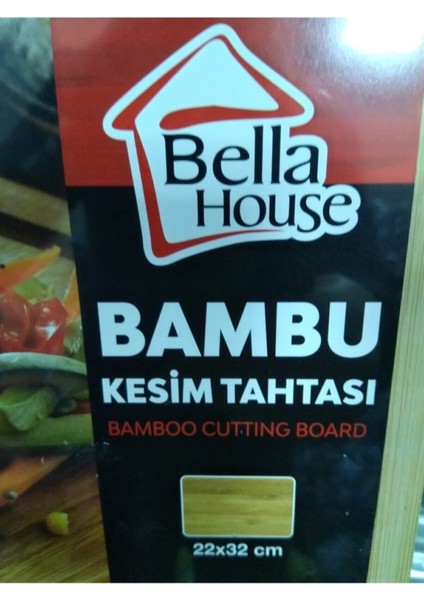 Bella
House
BAMBU
KESİM TAHTASI
BAMBOO CUTTING BOARD
22x32 cm